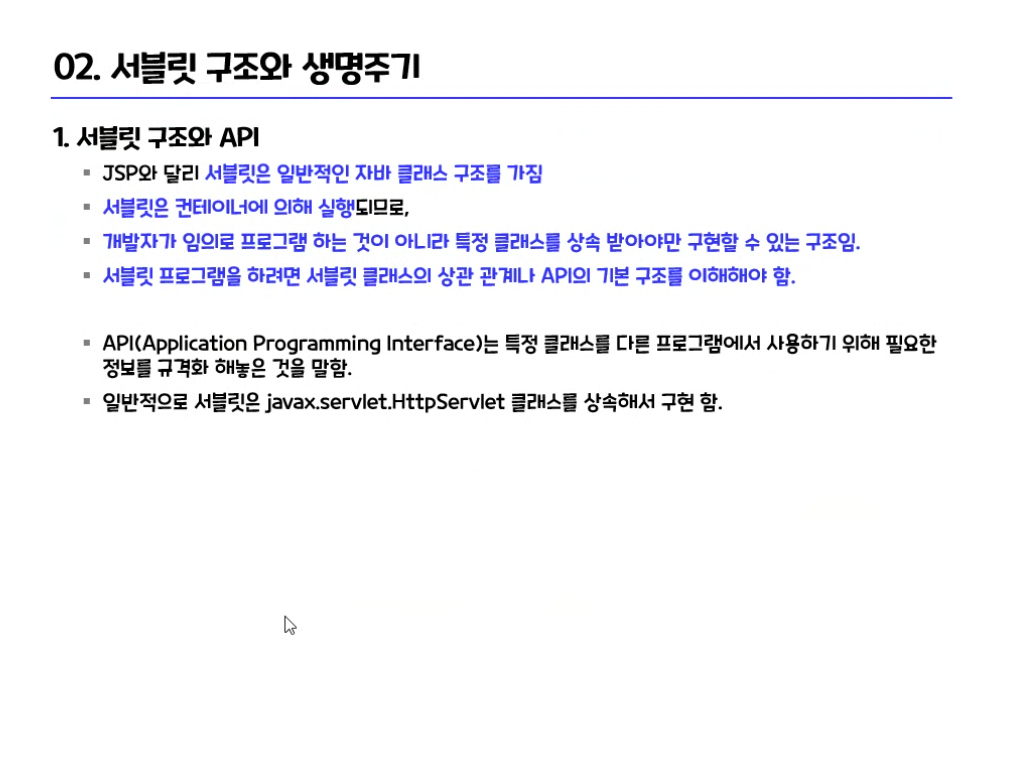 02. 서블릿 구조와 생명주기
1. 서블릿 구조와 API
▪ JSP와 달리 서블릿은 일반적인 자바 클래스 구조를 가짐
▪ 서블릿은 컨테이너에 의해 실행되므로,
▪ 개발자가 임의로 프로그램 하는 것이 아니라 특정 클래스를 상속 받아야만 구현할 수 있는 구조임.
▪ 서블릿 프로그램을 하려면 서블릿 클래스의 상관 관계나 API의 기본 구조를 이해해야 함.
▪ API(Application Programming Interface)는 특정 클래스를 다른 프로그램에서 사용하기 위해 필요한
정보를 규격화 해놓은 것을 말함.
▪ 일반적으로 서블릿은 javax.servlet.HttpServlet 클래스를 상속해서 구현 함.